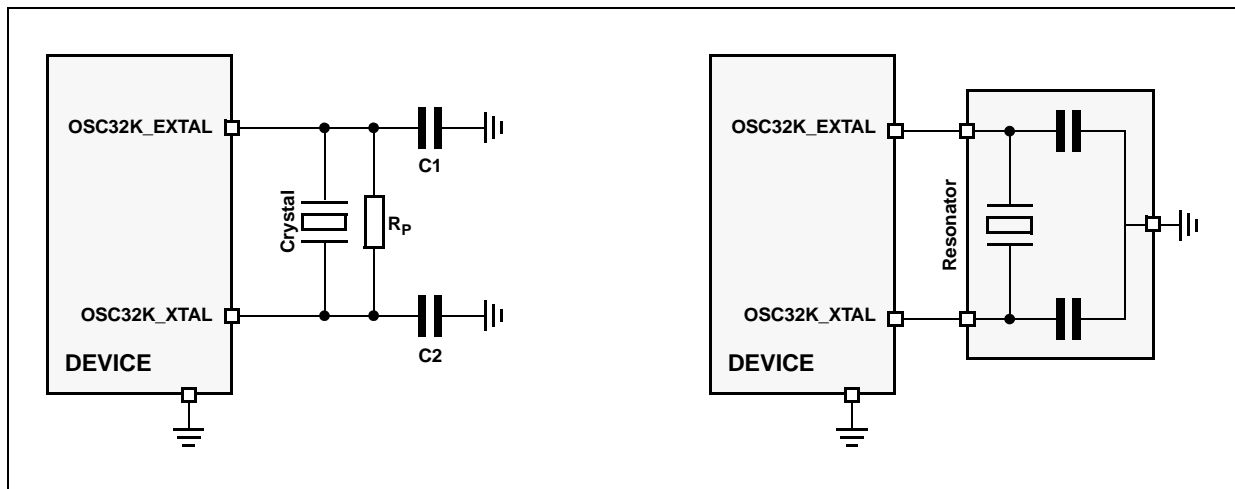 OSC32K_EXTAL
C1
Crystal
RP
OSC32K_XTAL
C2
DEVICE
OSC32K_EXTAL
Resonator
OSC32K_XTAL
DEVICE